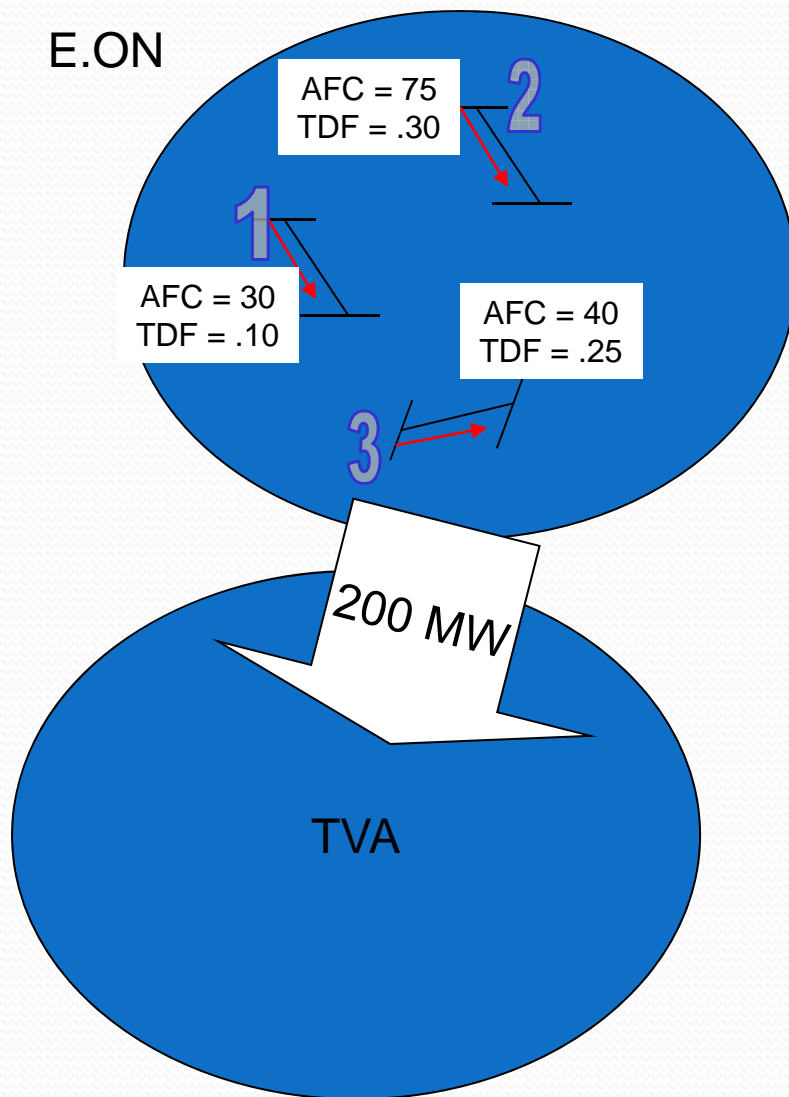 E.ON
AFC = 75
TDF = .30
2
1
AFC = 30
TDF = .10
AFC = 40
TDF = .25
3
200 MW
TVA